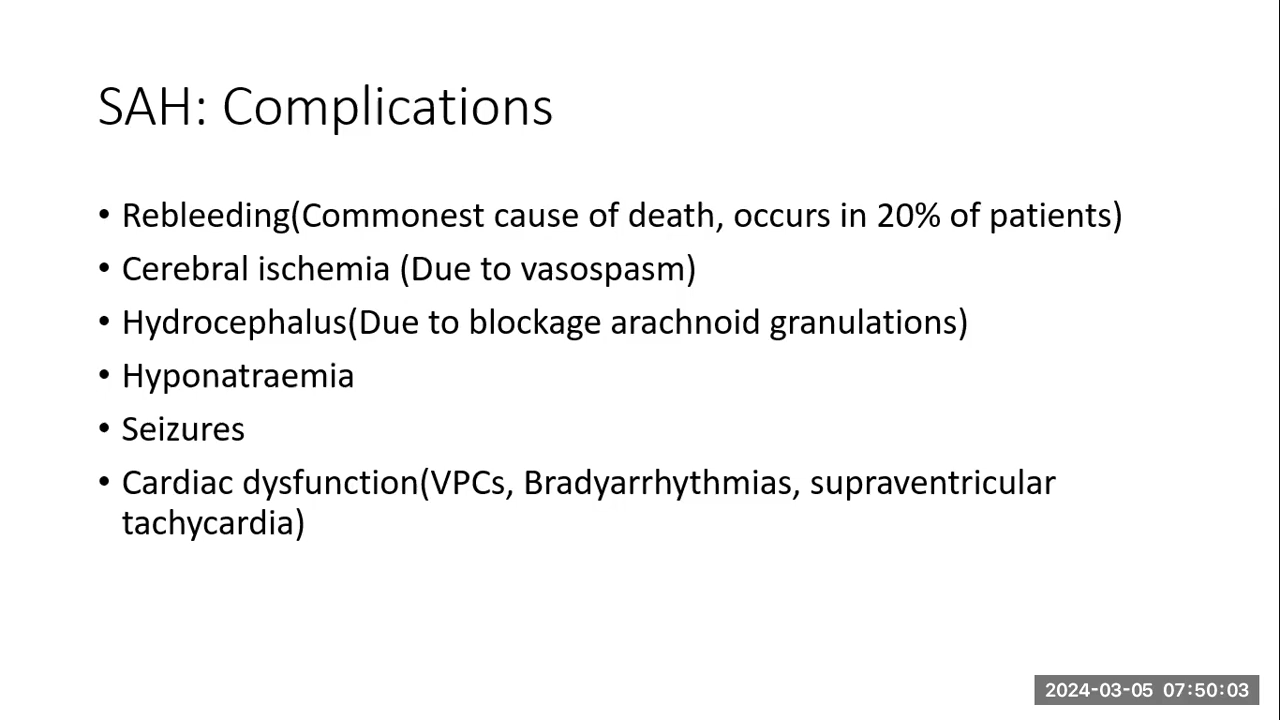 SAH: Complications
• Rebleeding(Commonest cause of death, occurs in 20% of patients)
• Cerebral ischemia (Due to vasospasm)
• Hydrocephalus(Due to blockage arachnoid granulations)
• Hyponatraemia
• Seizures
• Cardiac dysfunction(VPCs, Bradyarrhythmias, supraventricular
tachycardia)
2024-03-05 07:50:03